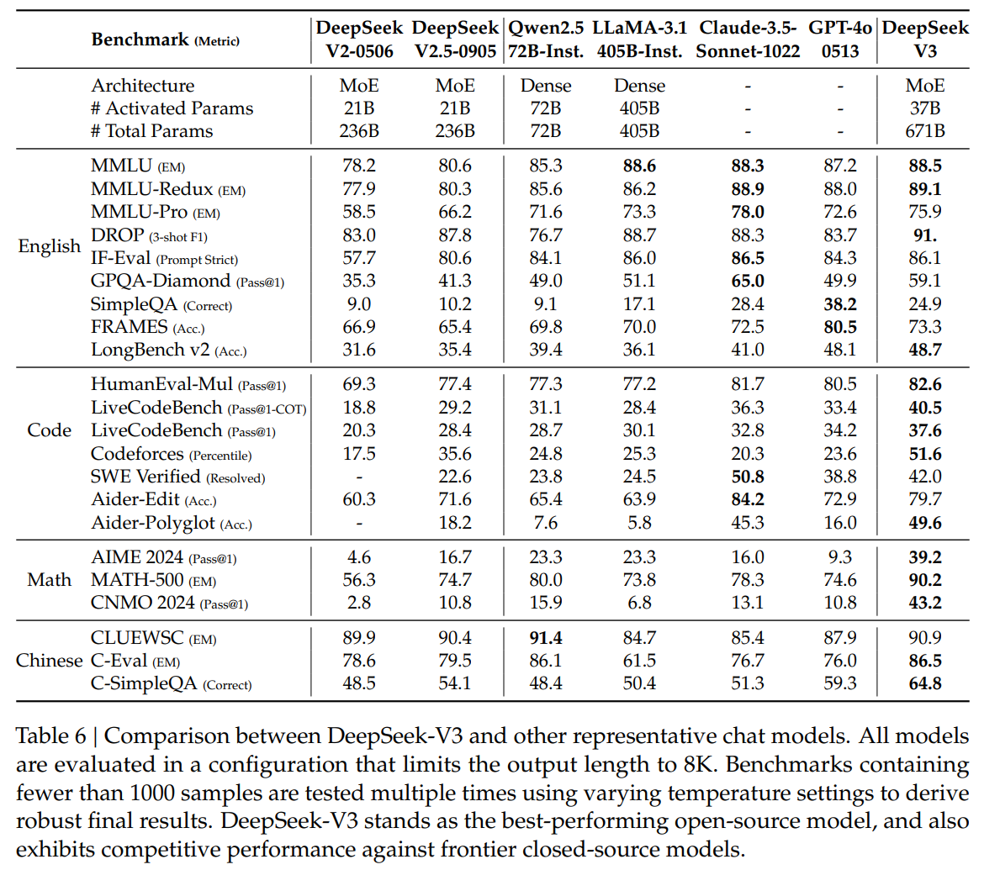 Benchmark (Metric) DeepSeek V2-0506 DeepSeek V2.5-0905 Qwen2.5 72B-Inst. LLaMA-3.1 405B-Inst. Claude-3.5-Sonnet-1022 GPT-4o 0513 DeepSeek V3
Architecture MoE MoE Dense Dense - - MoE
# Activated Params 21B 21B 72B 405B - - 37B
# Total Params 236B 236B 72B 405B - - 671B
English
MMLU (EM) 78.2 80.6 85.3 88.6 88.3 87.2 88.5
MMLU-Redux (EM) 77.9 80.3 85.6 86.2 88.9 88.0 89.1
MMLU-Pro (EM) 58.5 66.2 71.6 73.3 78.0 72.6 75.9
DROP (3-shot F1) 83.0 87.8 76.7 88.7 88.3 83.7 91.
IF-Eval (Prompt Strict) 57.7 80.6 84.1 86.0 86.5 84.3 86.1
GPQA-Diamond (Pass@1) 35.3 41.3 49.0 51.1 65.0 49.9 59.1
SimpleQA (Correct) 9.0 10.2 9.1 17.1 28.4 38.2 24.9
FRAMES (Acc.) 66.9 65.4 69.8 70.0 72.5 80.5 73.3
LongBench v2 (Acc.) 31.6 35.4 39.4 36.1 41.0 48.1 48.7
Code
HumanEval-Mul (Pass@1) 69.3 77.4 77.3 77.2 81.7 80.5 82.6
LiveCodeBench (Pass@1-COT) 18.8 29.2 31.1 28.4 36.3 33.4 40.5
LiveCodeBench (Pass@1) 20.3 28.4 28.7 30.1 32.8 34.2 37.6
Codeforces (Percentile) 17.5 35.6 24.8 25.3 20.3 23.6 51.6
SWE Verified (Resolved) - 22.6 23.8 24.5 50.8 38.8 42.0
Aider-Edit (Acc.) 60.3 71.6 65.4 63.9 84.2 72.9 79.7
Aider-Polyglot (Acc.) - 18.2 7.6 5.8 45.3 16.0 49.6
Math
AIME 2024 (Pass@1) 4.6 16.7 23.3 23.3 16.0 9.3 39.2
MATH-500 (EM) 56.3 74.7 80.0 73.8 78.3 74.6 90.2
CNMO 2024 (Pass@1) 2.8 10.8 15.9 6.8 13.1 10.8 43.2
Chinese
CLUEWSC (EM) 89.9 90.4 91.4 84.7 85.4 87.9 90.9
C-Eval (EM) 78.6 79.5 86.1 61.5 76.7 76.0 86.5
C-SimpleQA (Correct) 48.5 54.1 48.4 50.4 51.3 59.3 64.8
Table 6 | Comparison between DeepSeek-V3 and other representative chat models. All models
are evaluated in a configuration that limits the output length to 8K. Benchmarks containing
fewer than 1000 samples are tested multiple times using varying temperature settings to derive
robust final results. DeepSeek-V3 stands as the best-performing open-source model, and also
exhibits competitive performance against frontier closed-source models.